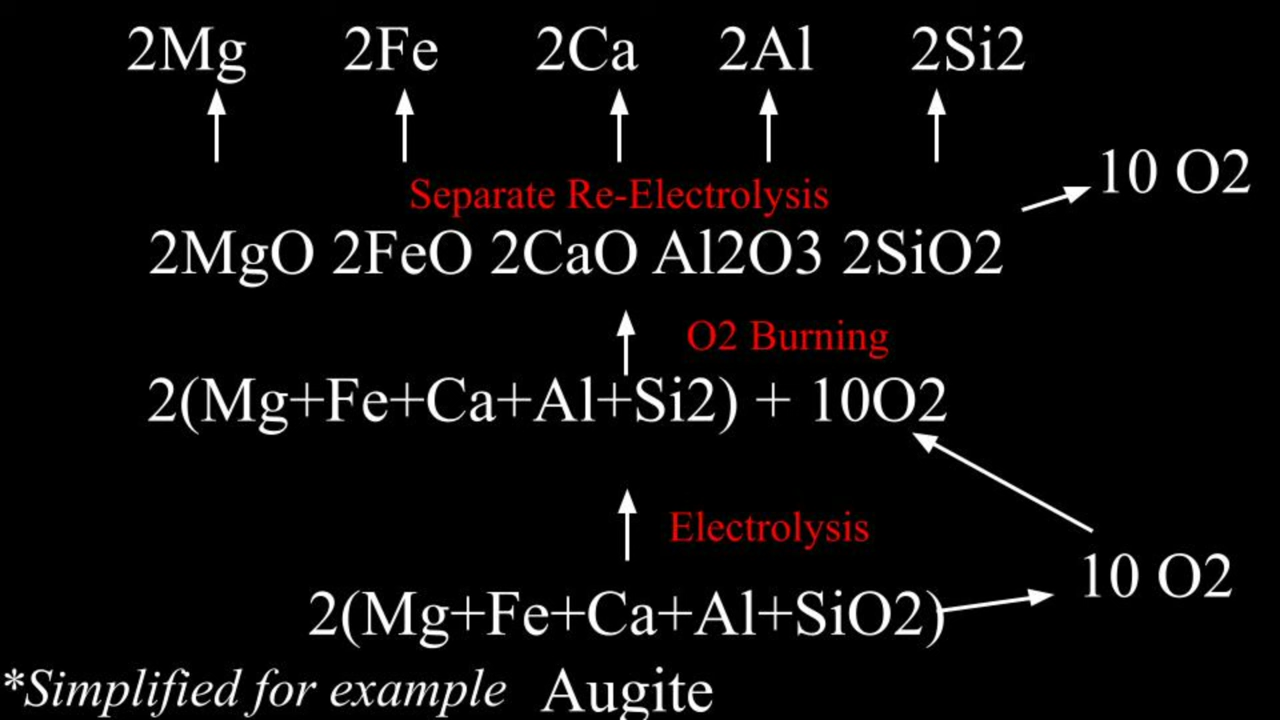 2Mg 2Fe 2Ca 2Al 2Si2
10 O2
Separate Re-Electrolysis
2MgO 2FeO 2CaO Al2O3 2SiO2
O2 Burning
2(Mg+Fe+Ca+Al+Si2) + 10O2
Electrolysis
10 O2
2(Mg+Fe+Ca+Al+SiO2)
*Simplified for example Augite